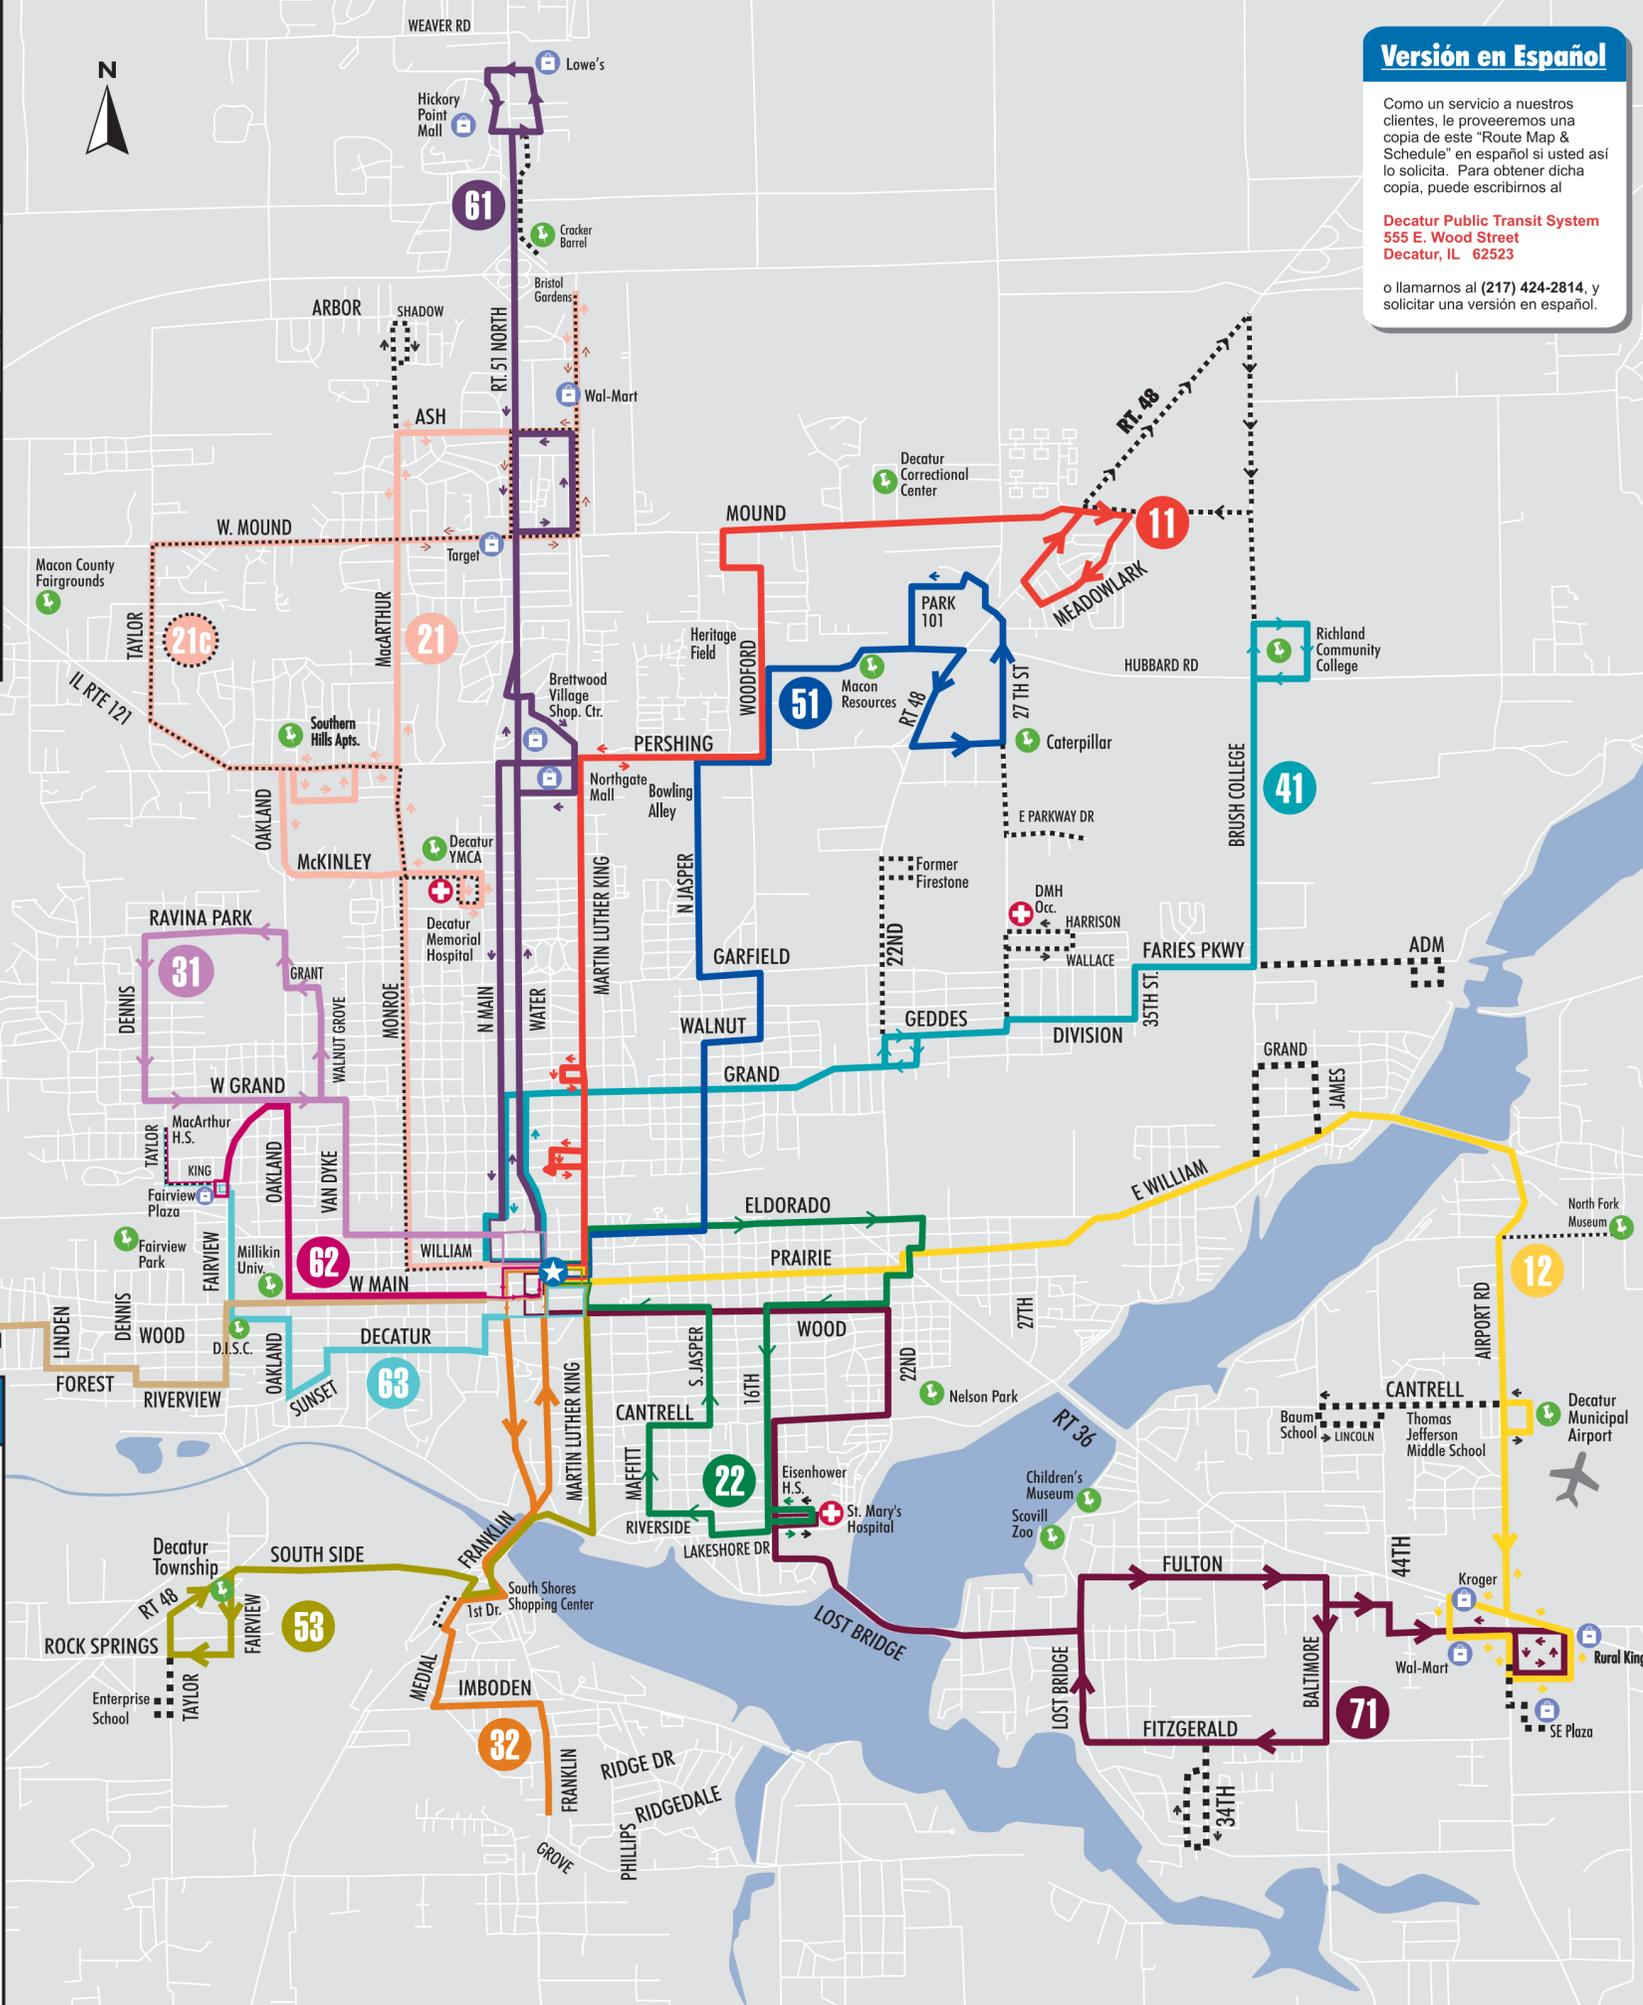 WEAVER RD
N
Lowe's
Hickory
Point
Mall
61
Cracker
Barrel
Bristol
Gardens
ARBOR
SHADOW
RT. 51 NORTH
Wal-Mart
ASH
Versión en Español
Como un servicio a nuestros
clientes, le proveeremos una
copia de este “Route Map &
Schedule” en español si usted así
lo solicita. Para obtener dicha
copia, puede escribirnos al
Decatur Public Transit System
555 E. Wood Street
Decatur, IL 62523
o llamarnos al (217) 424-2814, y
solicitar una versión en español.
RT. 48
Decatur
Correctional
Center
MOUND
11
W. MOUND
Target
Macon County
Fairgrounds
TAYLOR
21c
MacARTHUR
21
MEADOWLARK
PARK
101
Heritage
Field
WOODFORD
Richland
Community
College
HUBBARD RD
IL RTE 121
Brettwood
Village
Shop. Ctr.
51
Macon
Resources
RT 48
27 TH ST
Southern
Hills Apts.
PERSHING
Caterpillar
Northgate
Mall
Bowling
Alley
BRUSH COLLEGE
41
OAKLAND
E PARKWAY DR
McKINLEY
Decatur
YMCA
MARTIN LUTHER KING
N JASPER
Former
Firestone
DMH
Occ.
HARRISON
WALLACE
RAVINA PARK
Decatur
Memorial
Hospital
22ND
FARIES PKWY
ADM
31
GARFIELD
GRANT
DENNIS
WALNUT GROVE
MONROE
N MAIN
WATER
WALNUT
GEDDES
DIVISION
35TH ST.
GRAND
JAMES
W GRAND
GRAND
MacArthur
H.S.
TAYLOR
KING
Fairview
Plaza
OAKLAND
VAN DYKE
E WILLIAM
ELDORADO
North Fork
Museum
Fairview
Park
FAIRVIEW
Millikin
Univ.
62
WILLIAM
PRAIRIE
12
W MAIN
LINDEN
DENNIS
WOOD
D.I.S.C.
DECATUR
WOOD
27TH
AIRPORT RD
FOREST
RIVERVIEW
OAKLAND
SUNSET
63
MARTIN LUTHER KING
S. JASPER
16TH
22ND
Nelson Park
CANTRELL
CANTRELL
Baum
School
LINCOLN
Thomas
Jefferson
Middle School
Decatur
Municipal
Airport
RT 36
MAFFITT
22
Eisenhower
H.S.
St. Mary's
Hospital
Children's
Museum
Scovill
Zoo
RIVERSIDE
LAKESHORE DR
FRANKLIN
Decatur
Township
SOUTH SIDE
44TH
FULTON
Kroger
RT 48
53
FAIRVIEW
South Shores
Shopping Center
1st Dr.
LOST BRIDGE
ROCK SPRINGS
Rural King
Wal-Mart
MEDIAL
IMBODEN
LOST BRIDGE
BALTIMORE
Enterprise
School
TAYLOR
71
FITZGERALD
SE Plaza
32
FRANKLIN
RIDGE DR
RIDGEDALE
34TH
PHILLIPS
GROVE